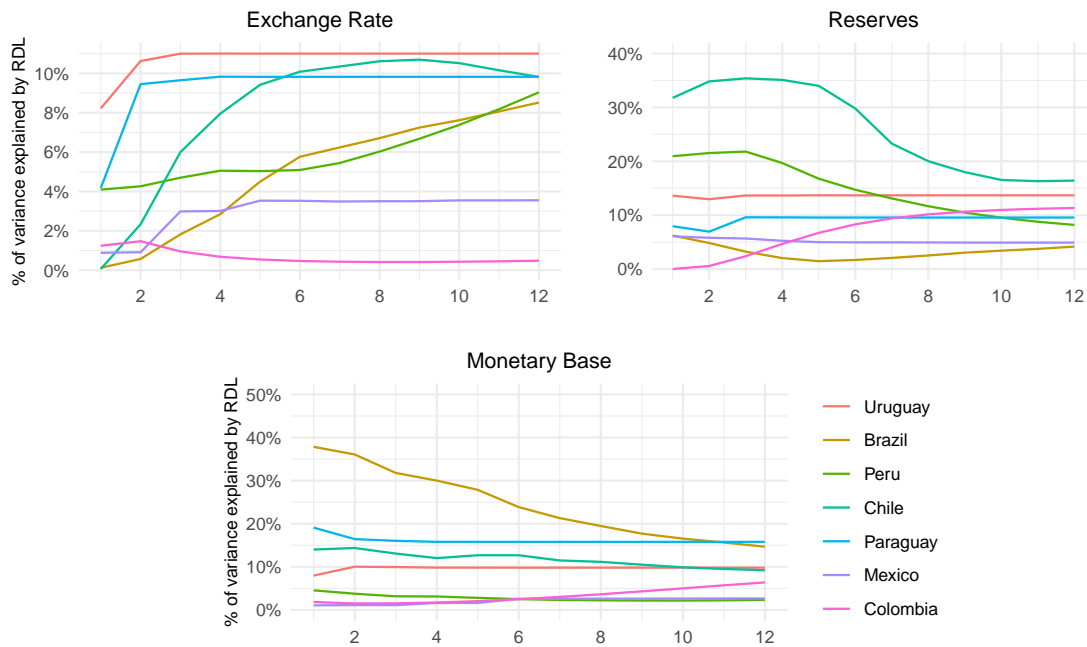 Exchange Rate
% of variance explained by RDL
10%
8%
6%
4%
2%
0%
2 4 6 8 10 12
Reserves
40%
30%
20%
10%
0%
2 4 6 8 10 12
Monetary Base
% of variance explained by RDL
50%
40%
30%
20%
10%
0%
2 4 6 8 10 12
Uruguay
Brazil
Peru
Chile
Paraguay
Mexico
Colombia